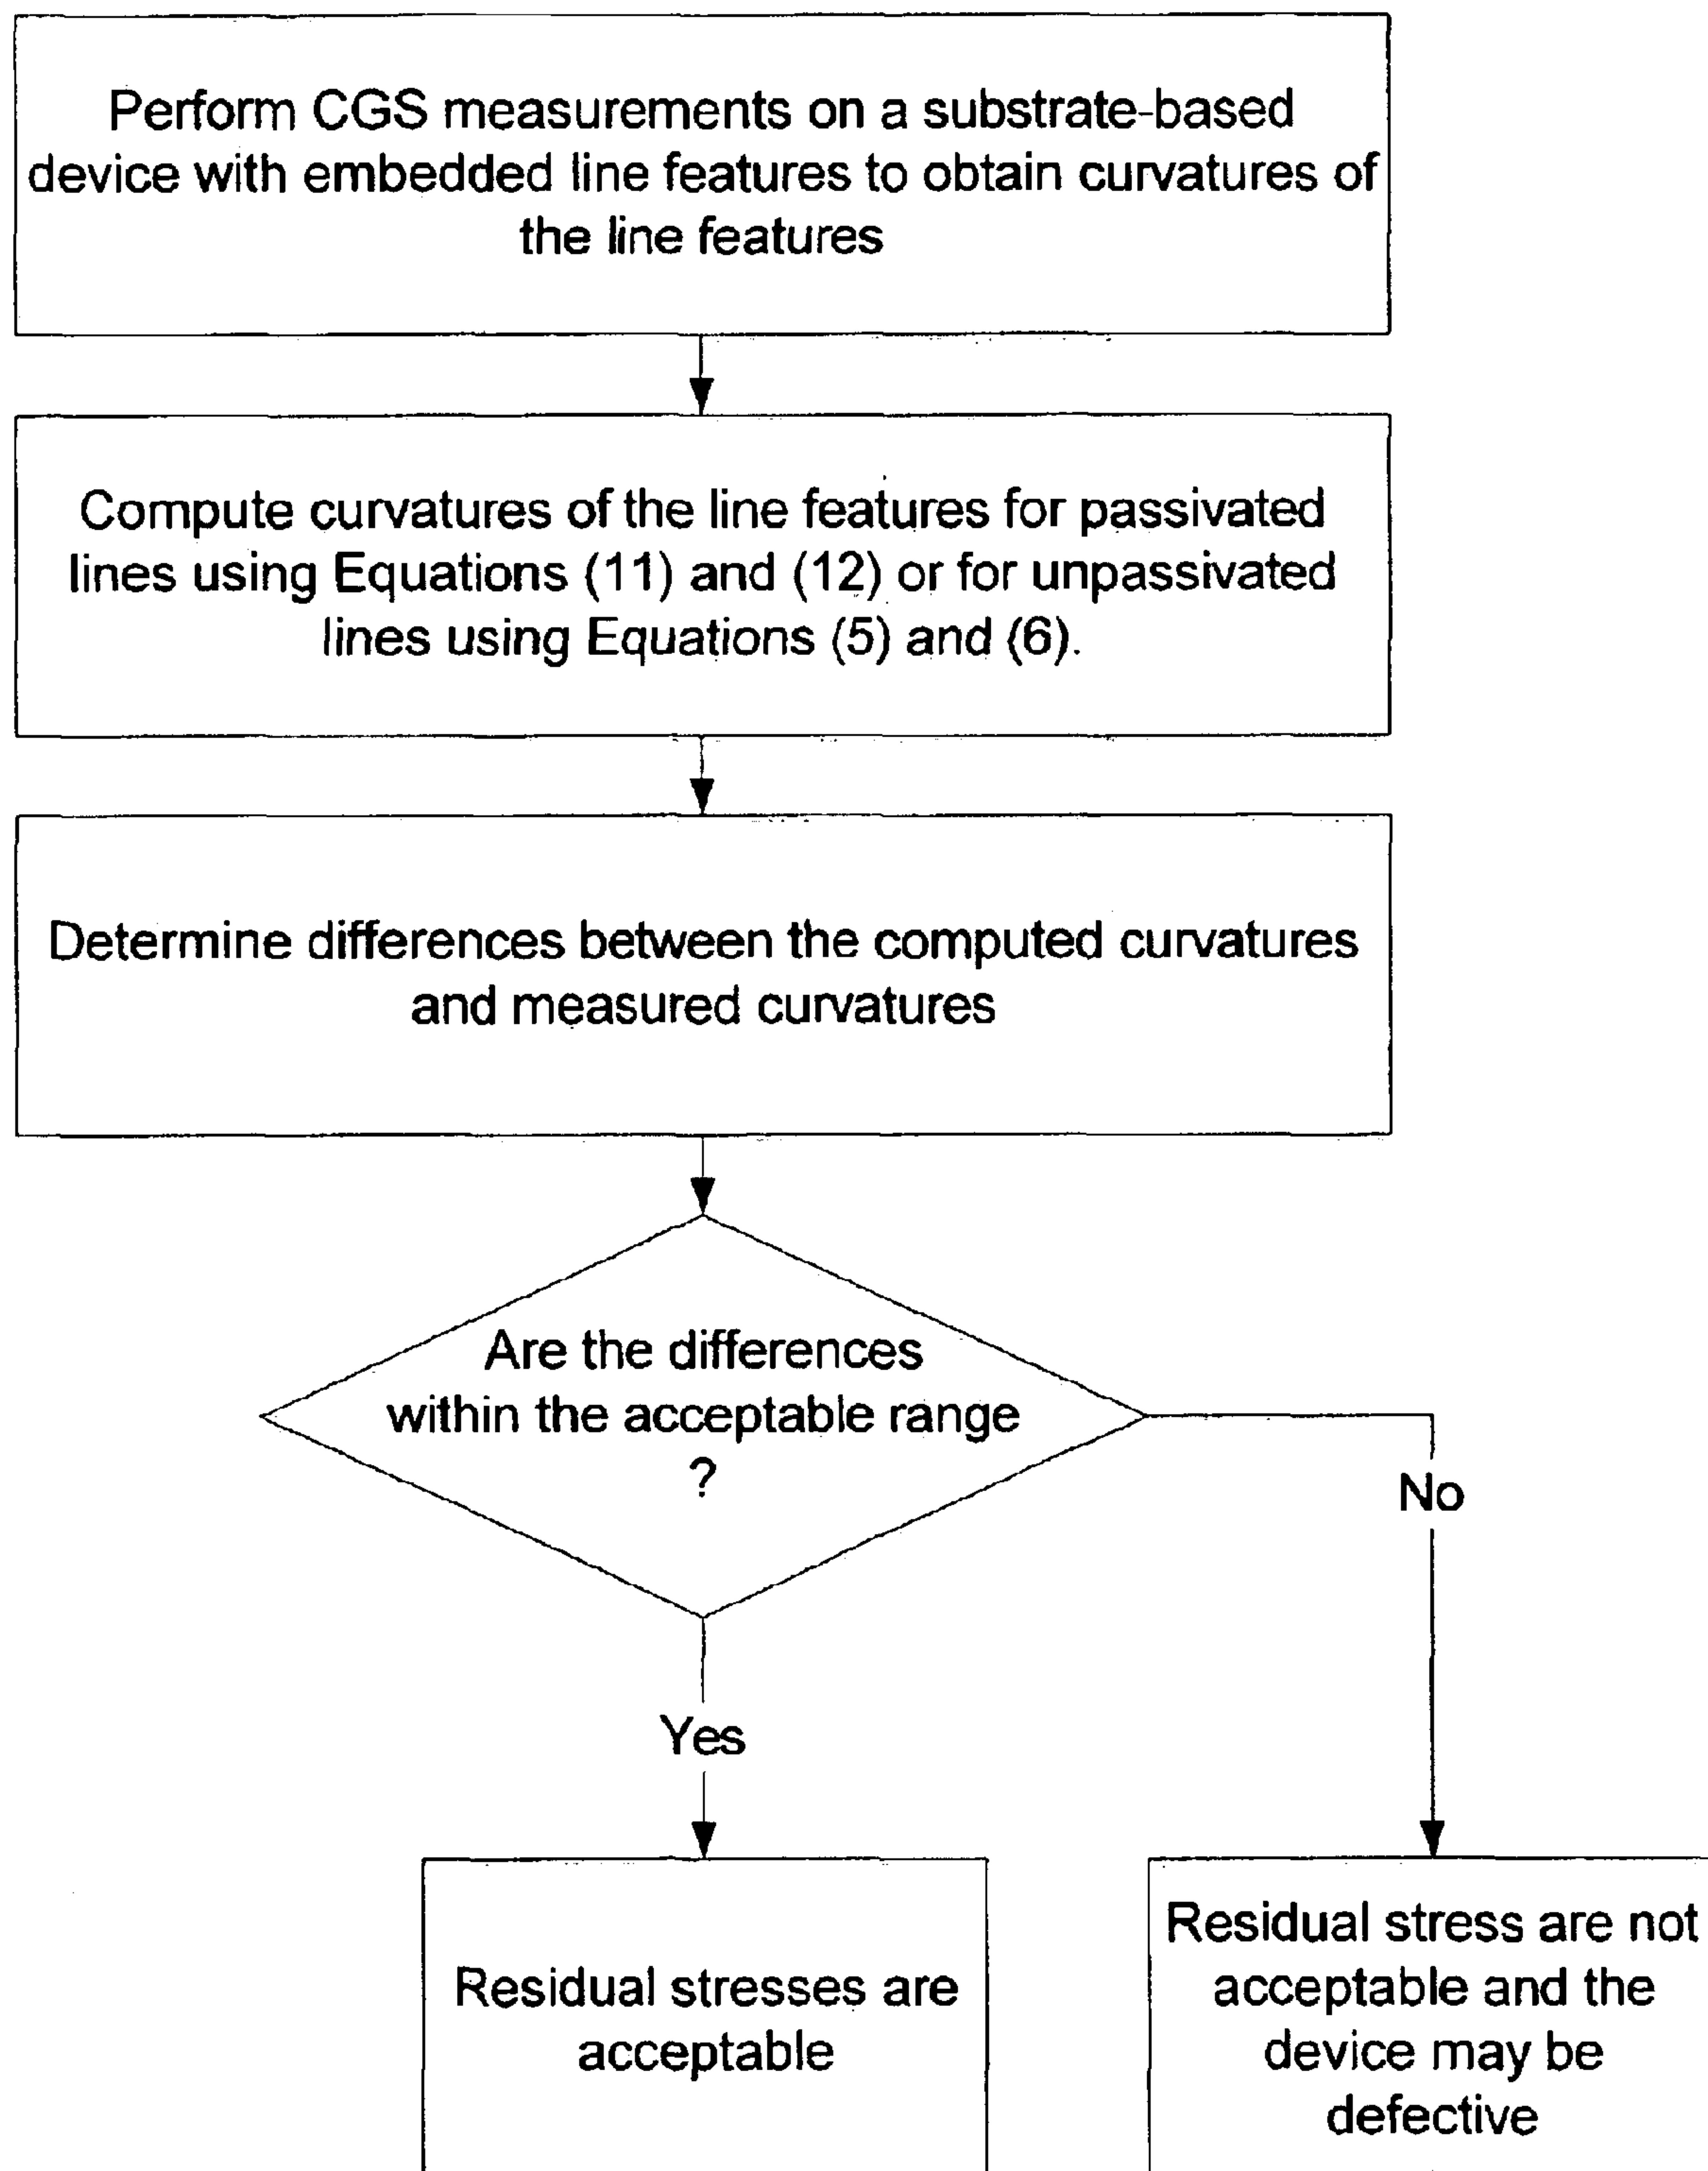 Perform CGS measurements on a substrate-based
device with embedded line features to obtain curvatures of
the line features
Compute curvatures of the line features for passivated
lines using Equations (11) and (12) or for unpassivated
lines using Equations (5) and (6).
Determine differences between the computed curvatures
and measured curvatures
Are the differences
within the acceptable range
?
No
Yes
Residual stresses are
acceptable
Residual stress are not
acceptable and the
device may be
defective